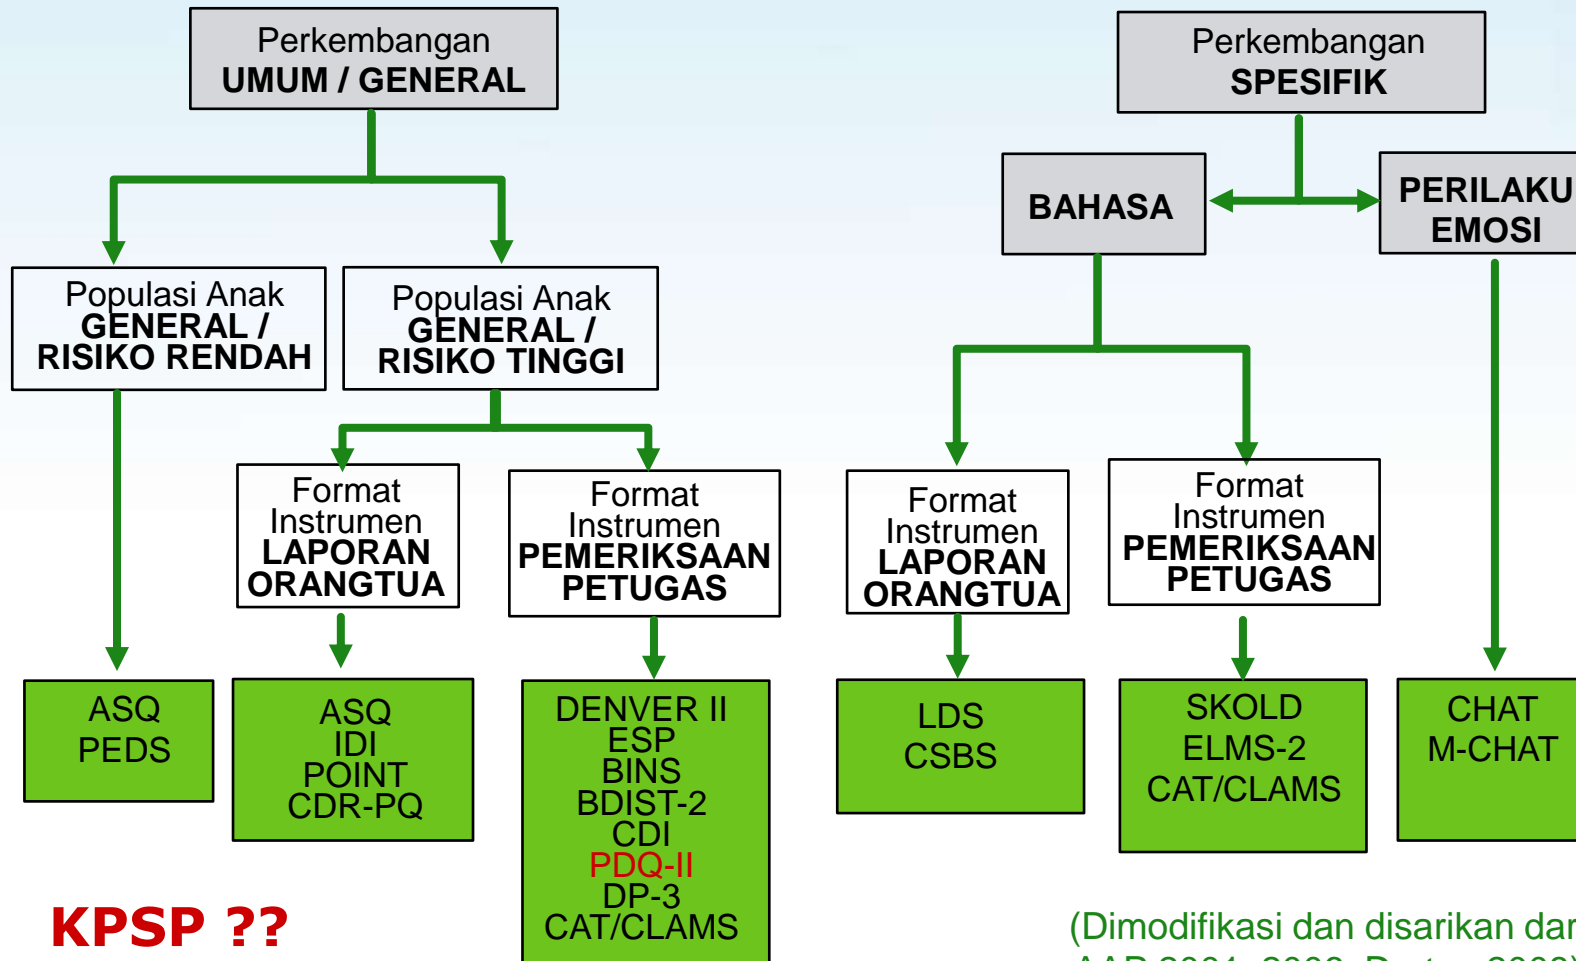 Perkembangan
UMUM / GENERAL
Perkembangan
SPESIFIK
BAHASA
PERILAKU
EMOSI
Populasi Anak
GENERAL /
RISIKO RENDAH
Populasi Anak
GENERAL /
RISIKO TINGGI
Format
Instrumen
LAPORAN
ORANGTUA
Format
Instrumen
PEMERIKSAAN
PETUGAS
Format
Instrumen
LAPORAN
ORANGTUA
Format
Instrumen
PEMERIKSAAN
PETUGAS
ASQ
PEDS
ASQ
IDI
POINT
CDR-PQ
DENVER II
ESP
BINS
BDIST-2
CDI
PDQ-II
DP-3
CAT/CLAMS
LDS
CSBS
SKOLD
ELMS-2
CAT/CLAMS
CHAT
M-CHAT
KPSP ??
(Dimodifikasi dan disarikan dar